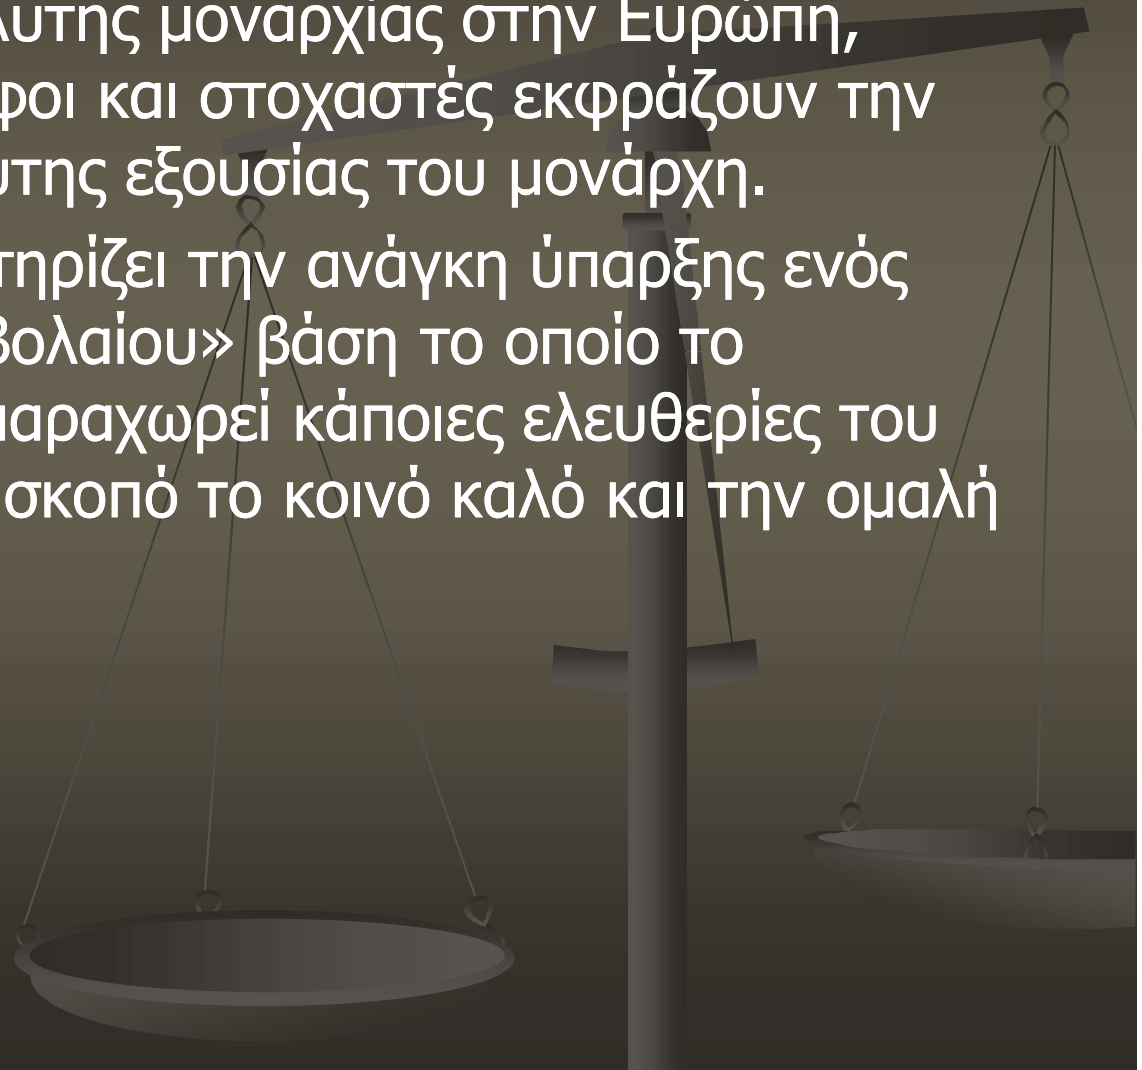 λυτης μοναρχίας στην Ευρώπη,
φοι και στοχαστές εκφράζουν την
υτης εξουσίας του μονάρχη.
τηρίζει την ανάγκη ύπαρξης ενός
βολαίου» βάση το οποίο το
παραχωρεί κάποιες ελευθερίες του
σκοπό το κοινό καλό και την ομαλή